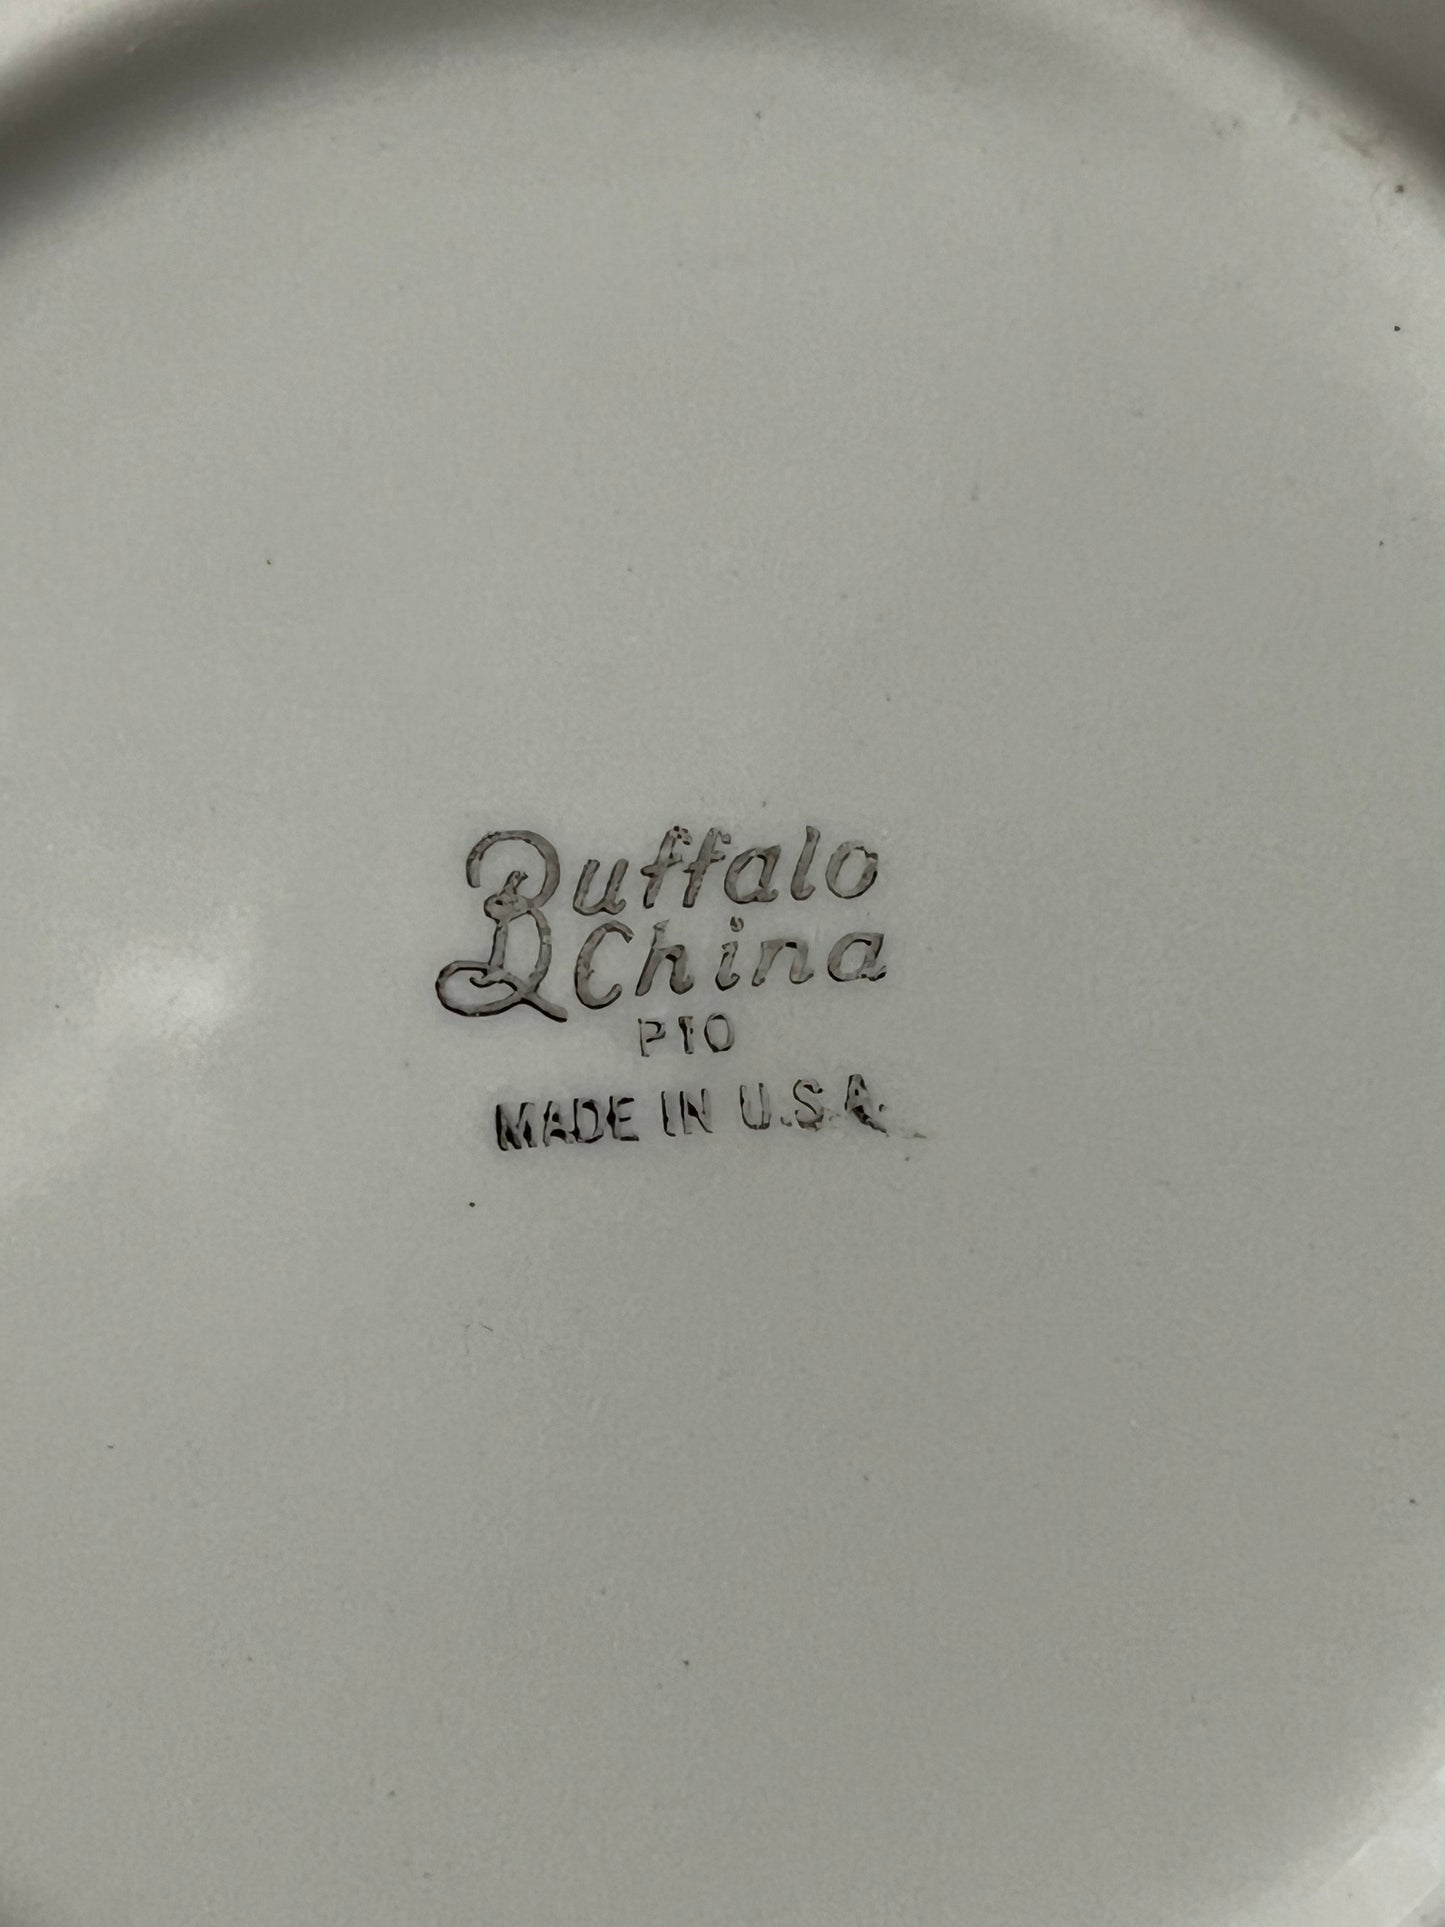 Buffalo
China
P10
MADE IN U.S.A.